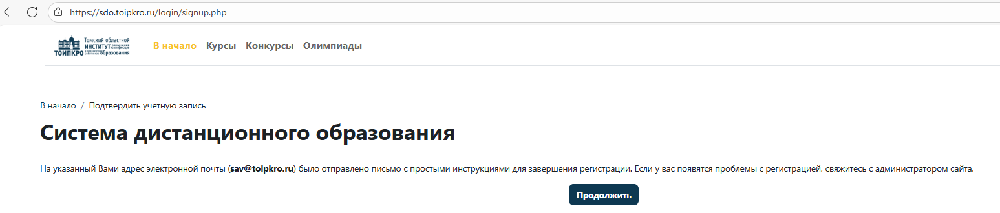 https://sdo.toipkro.ru/login/signup.php
Томский областной
ИНСТИТУТ повышения квалификации
ТОИПКРО образования
В начало Курсы Конкурсы Олимпиады
В начало / Подтвердить учетную запись
Система дистанционного образования
На указанный Вами адрес электронной почты (sav@toipkro.ru) было отправлено письмо с простыми инструкциями для завершения регистрации. Если у вас появятся проблемы с регистрацией, свяжитесь с администратором сайта.
Продолжить